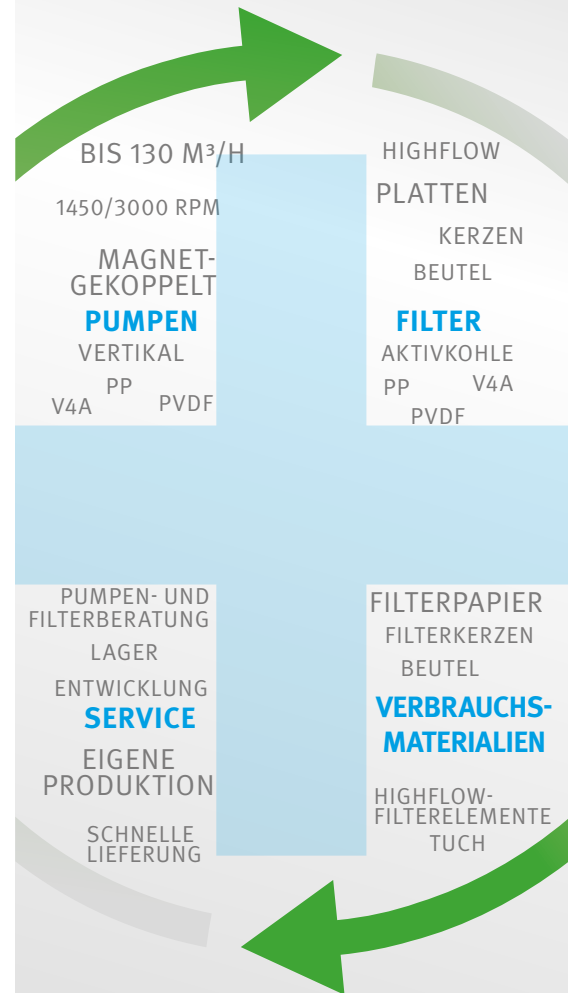 BIS 130 M³/H
1450/3000 RPM
MAGNET-
GEKOPPELT
PUMPEN
VERTIKAL
PP
V4A
PVDF
HIGHFLOW
PLATTEN
KERZEN
BEUTEL
FILTER
AKTIVKOHLE
PP
V4A
PVDF
PUMPEN- UND
FILTERBERATUNG
LAGER
ENTWICKLUNG
SERVICE
EIGENE
PRODUKTION
SCHNELLE
LIEFERUNG
FILTERPAPIER
FILTERKERZEN
BEUTEL
VERBRAUCHS-
MATERIALIEN
HIGHFLOW-
FILTERELEMENTE
TUCH